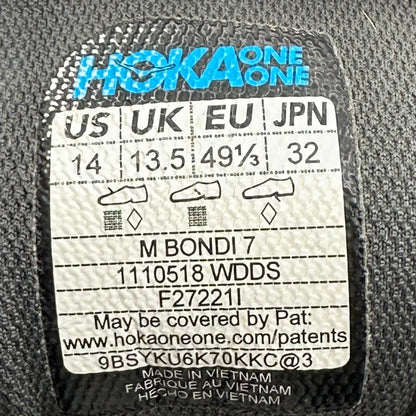 HOKA ONE ONE
US UK EU JPN
14 13.5 49⅓ 32
M BONDI 7
1110518 WDDS
F27221I
May be covered by Pat:
www.hokaoneone.com/patents
9BSYKU6K70KKC@3
MADE IN VIETNAM
FABRIQUÉ AU VIETNAM
HECHO EN VIETNAM